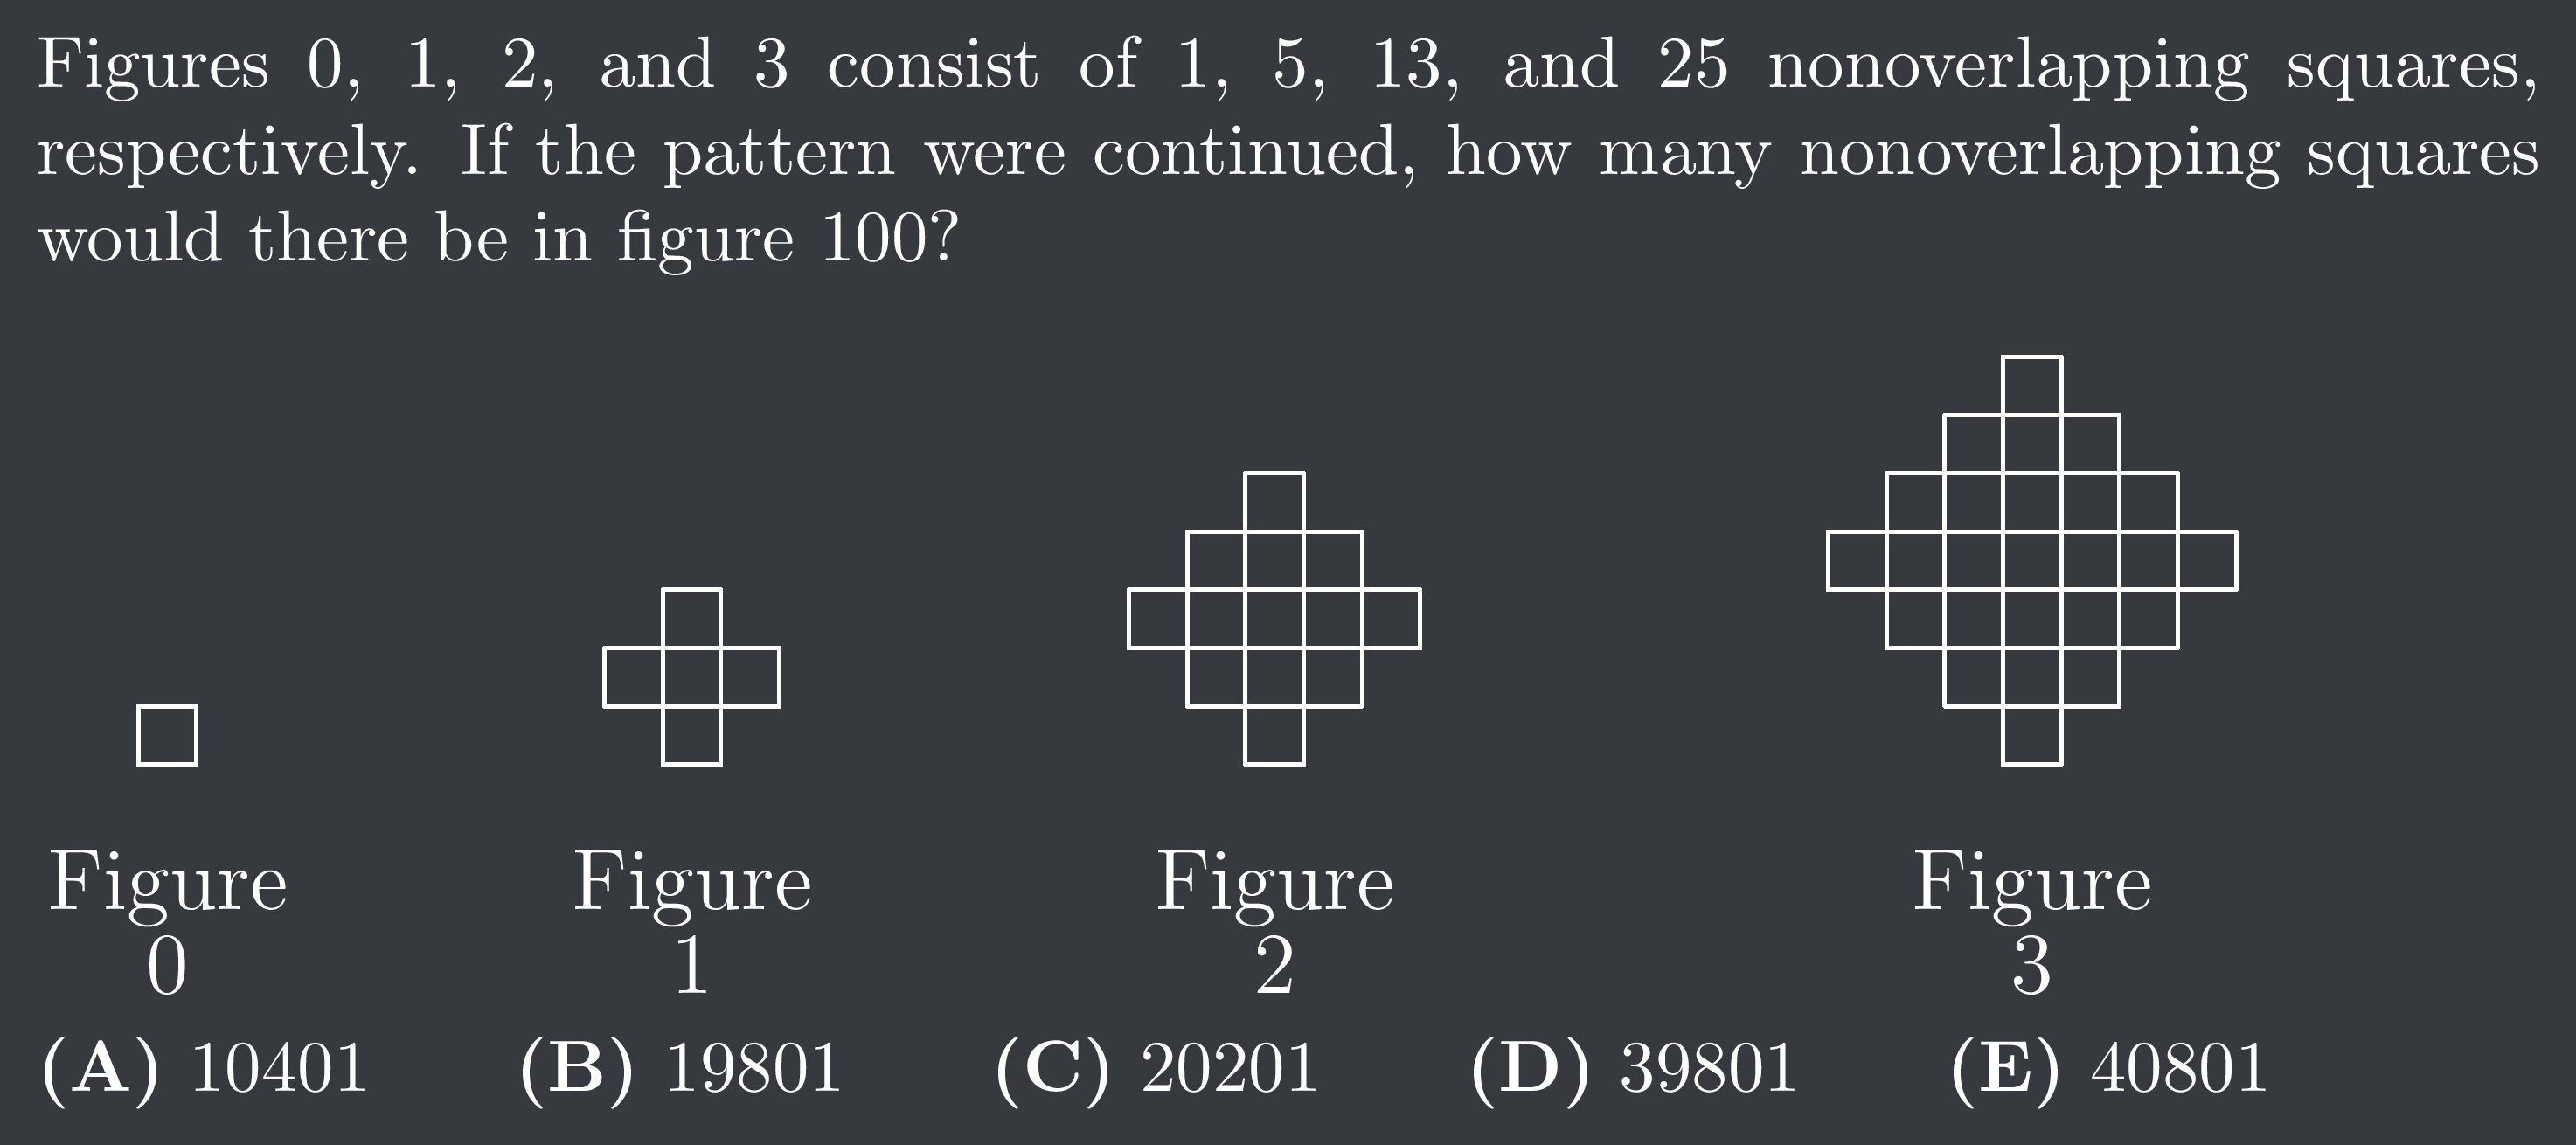 Figures 0, 1, 2, and 3 consist of 1, 5, 13, and 25 nonoverlapping squares,
respectively. If the pattern were continued, how many nonoverlapping squares
would there be in figure 100?
Figure
0
Figure
1
Figure
2
Figure
3
(A) 10401 (B) 19801 (C) 20201 (D) 39801 (E) 40801